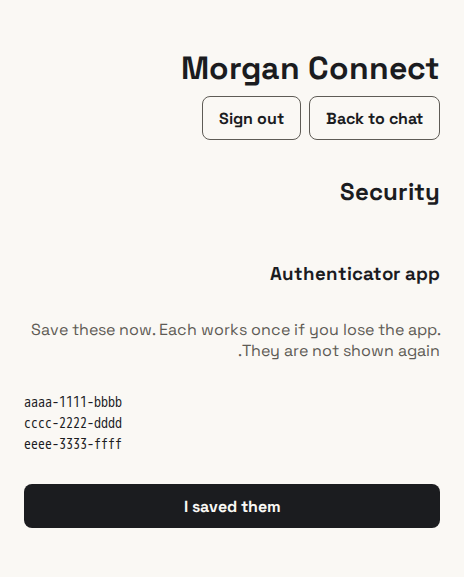 Morgan Connect
Back to chat
Sign out
Security
Authenticator app
Save these now. Each works once if you lose the app.
.They are not shown again
aaaa-1111-bbbb
cccc-2222-dddd
eeee-3333-ffff
I saved them